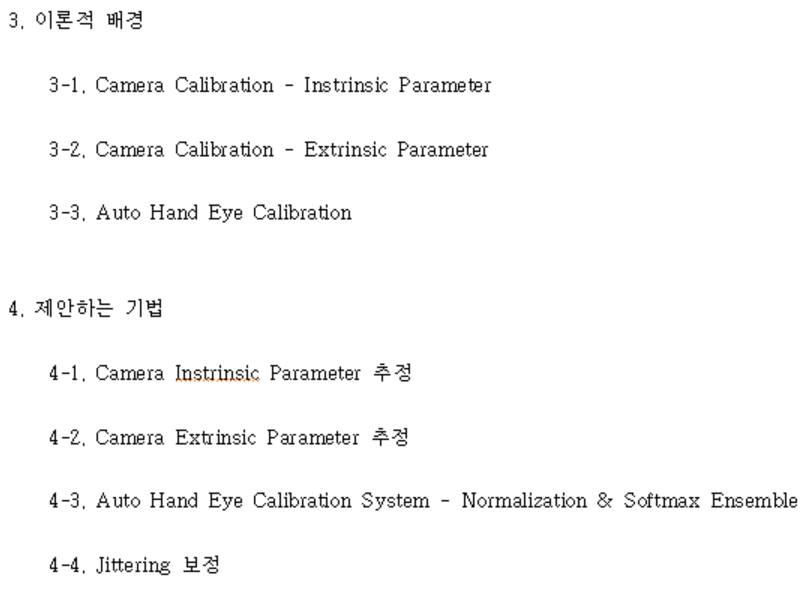 3. 이론적 배경
3-1. Camera Calibration - Instrinsic Parameter
3-2. Camera Calibration - Extrinsic Parameter
3-3. Auto Hand Eye Calibration
4. 제안하는 기법
4-1. Camera Instrinsic Parameter 추정
4-2. Camera Extrinsic Parameter 추정
4-3. Auto Hand Eye Calibration System - Normalization & Softmax Ensemble
4-4. Jittering 보정